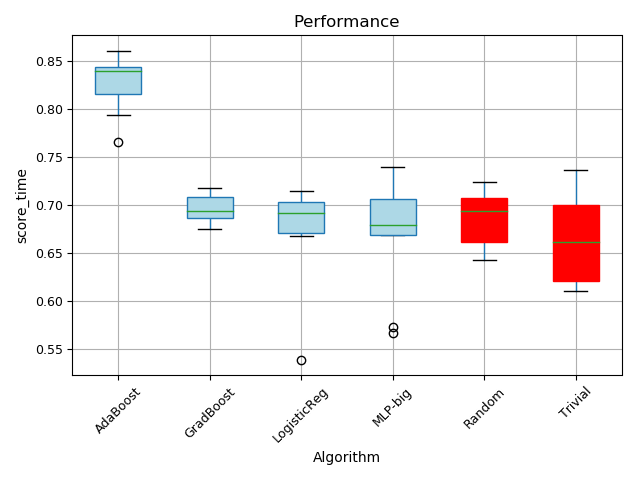 Performance
score_time
0.85
0.80
0.75
0.70
0.65
0.60
0.55
AdaBoost
GradBoost
LogisticReg
MLP-big
Random
Trivial
Algorithm